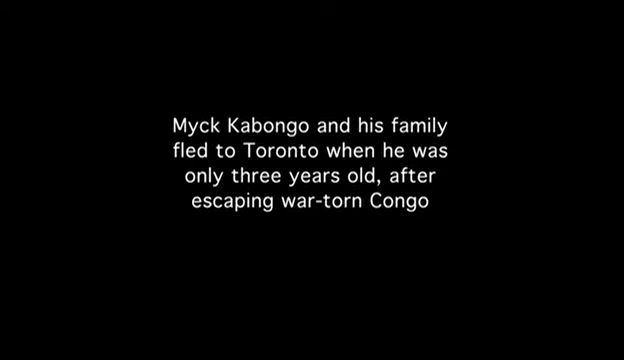 Myck Kabongo and his family
fled to Toronto when he was
only three years old, after
escaping war-torn Congo